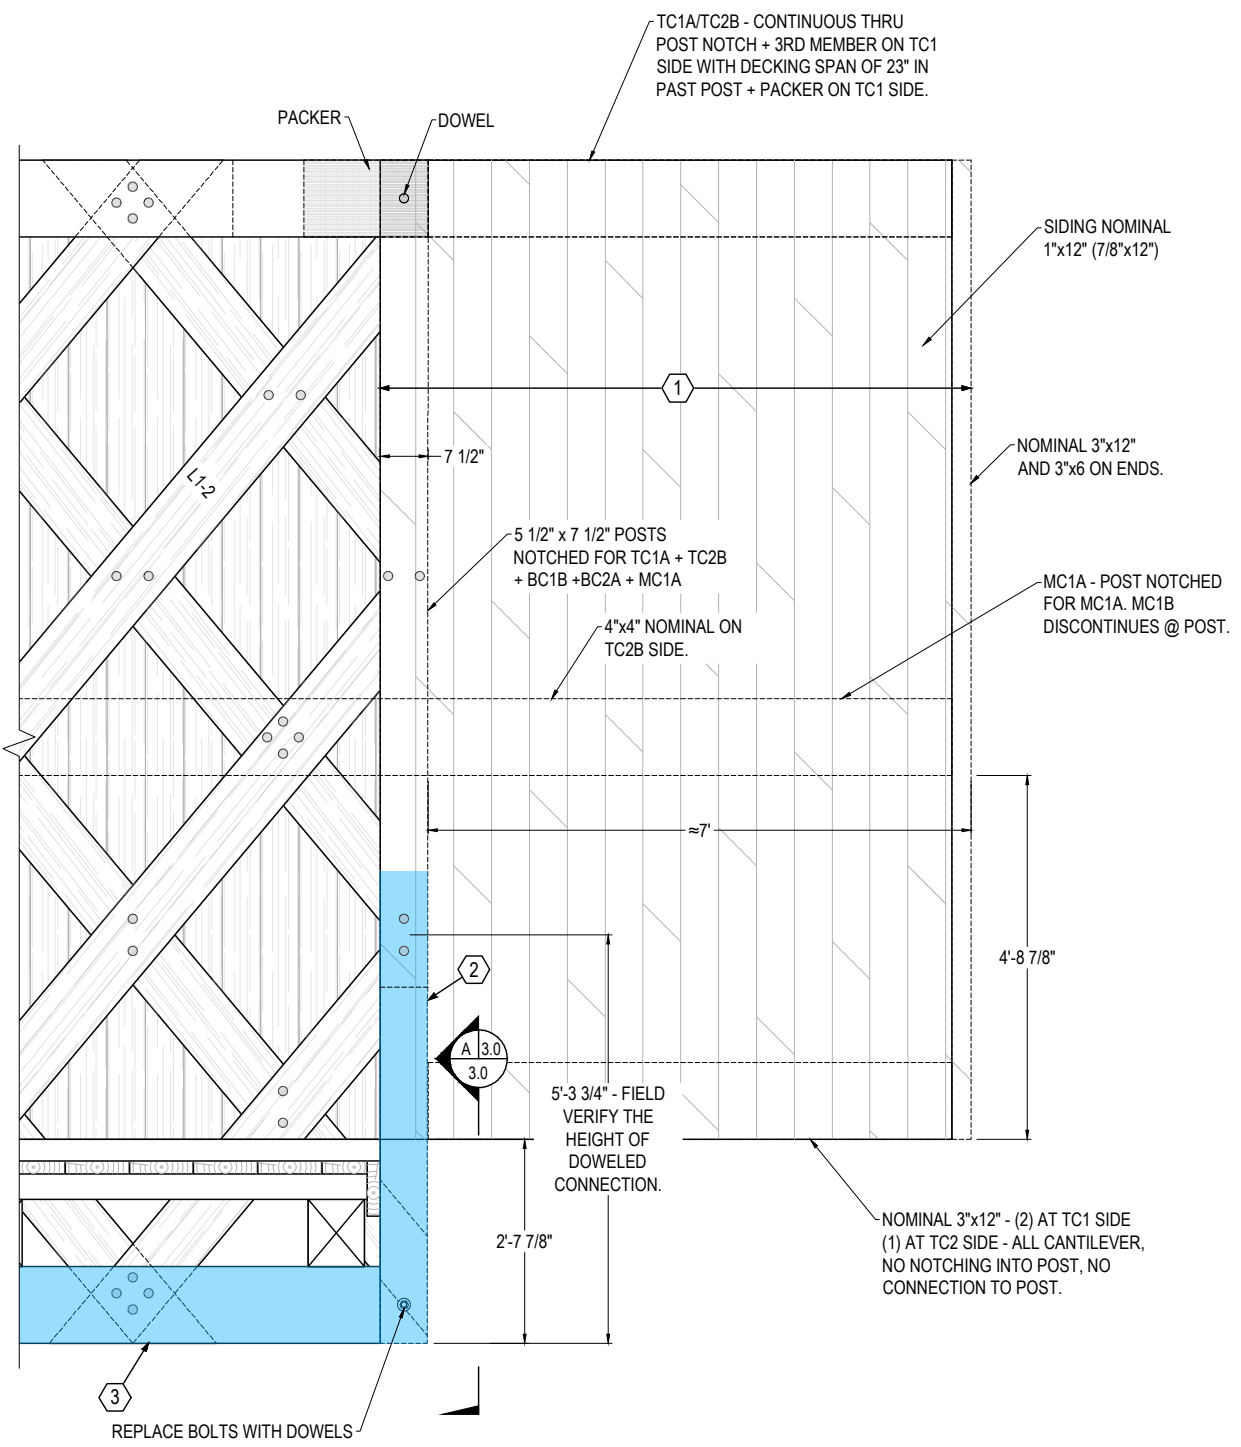 TC1A/TC2B - CONTINUOUS THRU
POST NOTCH + 3RD MEMBER ON TC1
SIDE WITH DECKING SPAN OF 23" IN
PAST POST + PACKER ON TC1 SIDE.
PACKER
DOWEL
SIDING NOMINAL
1"x12" (7/8"x12")
1
7 1/2"
NOMINAL 3"x12"
AND 3"x6 ON ENDS.
L1-2
5 1/2" x 7 1/2" POSTS
NOTCHED FOR TC1A + TC2B
+ BC1B +BC2A + MC1A
MC1A - POST NOTCHED
FOR MC1A. MC1B
DISCONTINUES @ POST.
4"x4" NOMINAL ON
TC2B SIDE.
≈7'
4'-8 7/8"
2
A 3.0
3.0
5'-3 3/4" - FIELD
VERIFY THE
HEIGHT OF
DOWELED
CONNECTION.
2'-7 7/8"
NOMINAL 3"x12" - (2) AT TC1 SIDE
(1) AT TC2 SIDE - ALL CANTILEVER,
NO NOTCHING INTO POST, NO
CONNECTION TO POST.
3
REPLACE BOLTS WITH DOWELS